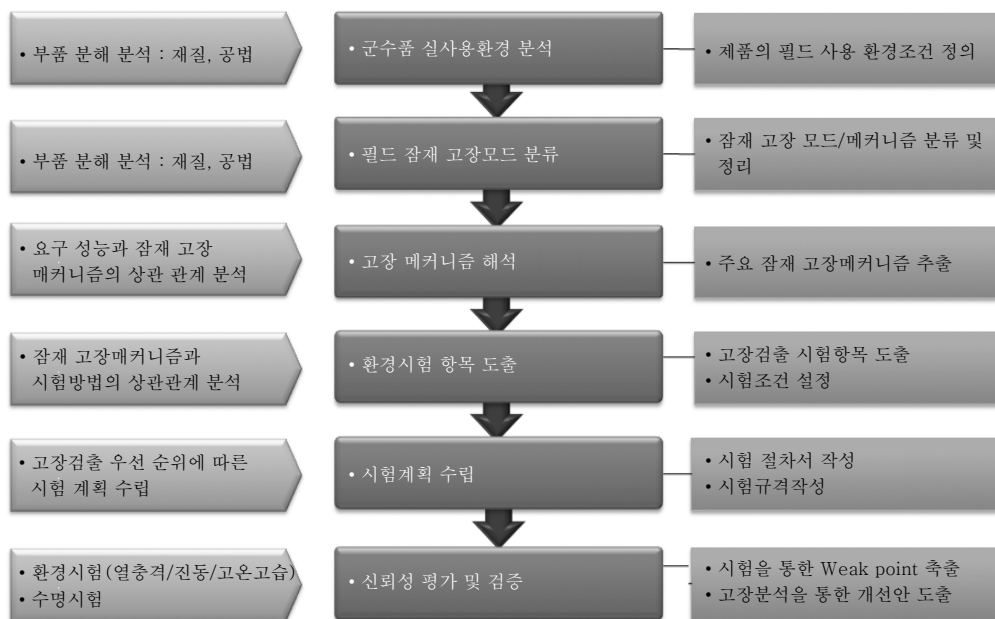 • 부품 분해 분석 : 재질, 공법
• 군수품 실사용환경 분석
• 제품의 필드 사용 환경조건 정의
• 부품 분해 분석 : 재질, 공법
• 필드 잠재 고장모드 분류
• 잠재 고장 모드/메커니즘 분류 및
정리
• 요구 성능과 잠재 고장
매커니즘의 상관 관계 분석
• 고장 메커니즘 해석
• 주요 잠재 고장메커니즘 추출
• 잠재 고장매커니즘과
시험방법의 상관관계 분석
• 환경시험 항목 도출
• 고장검출 시험항목 도출
• 시험조건 설정
• 고장검출 우선 순위에 따른
시험 계획 수립
• 시험계획 수립
• 시험 절차서 작성
• 시험규격작성
• 환경시험(열충격/진동/고온고습)
• 수명시험
• 신뢰성 평가 및 검증
• 시험을 통한 Weak point 축출
• 고장분석을 통한 개선안 도출